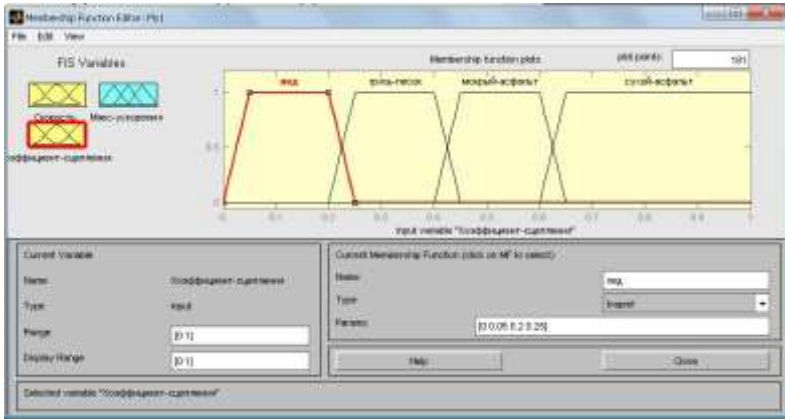 Membership Function Editor:
File Edit View
FIS Variables
Membership function plots
plot points:
181
лед
грязь-песок
мокрый-асфальт
сухой-асфальт
Скорость
Макс-ускорение
1
0.5
0
0 0.1 0.2 0.3 0.4 0.5 0.6 0.7 0.8 0.9 1
input variable "Коэффициент-сцепления"
Current Variable
Name
Коэффициент-сцепления
Type
input
Range
[0 1]
Display Range
[0 1]
Current Membership Function (click on MF to select)
Name
лед
Type
trapmf
Params
[0 0.05 0.2 0.25]
Help
Close
Selected variable "Коэффициент-сцепления"